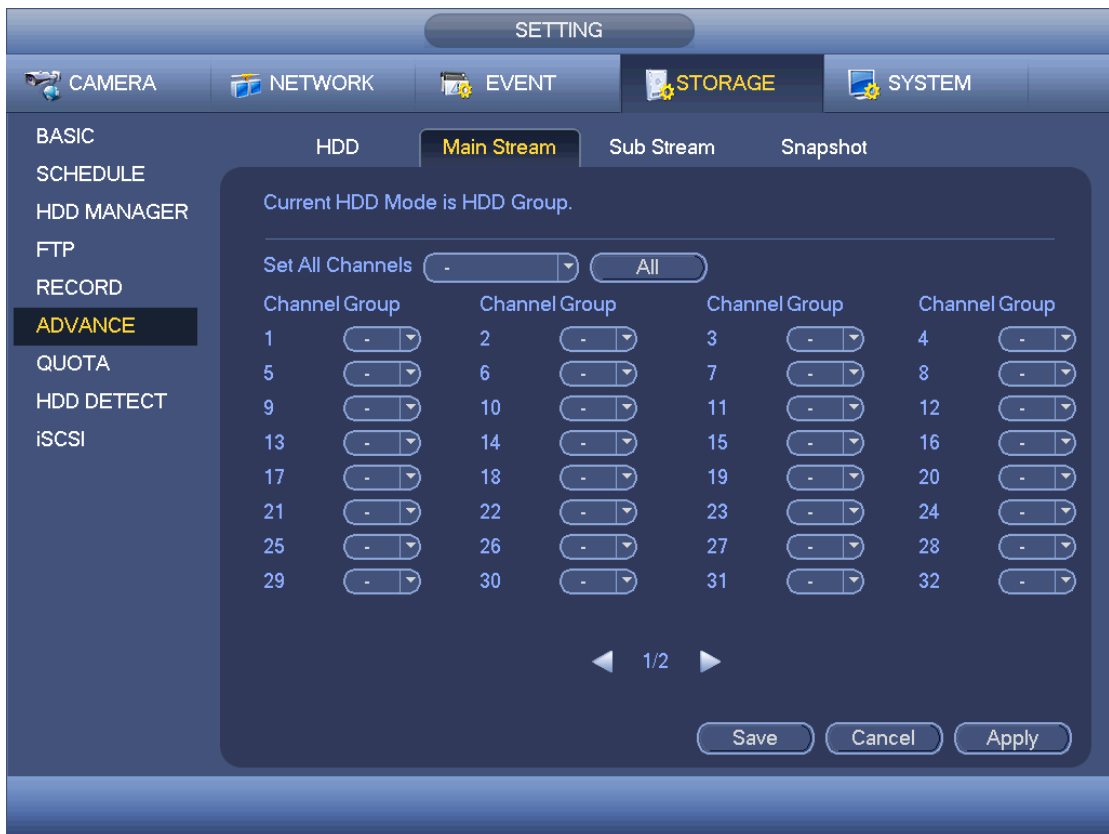 SETTING
CAMERA NETWORK EVENT STORAGE SYSTEM
BASIC
SCHEDULE
HDD MANAGER
FTP
RECORD
ADVANCE
QUOTA
HDD DETECT
iSCSI
HDD Main Stream Sub Stream Snapshot
Current HDD Mode is HDD Group.
Set All Channels - All
Channel Group Channel Group Channel Group Channel Group
1 - 2 - 3 - 4 -
5 - 6 - 7 - 8 -
9 - 10 - 11 - 12 -
13 - 14 - 15 - 16 -
17 - 18 - 19 - 20 -
21 - 22 - 23 - 24 -
25 - 26 - 27 - 28 -
29 - 30 - 31 - 32 -
1/2
Save Cancel Apply